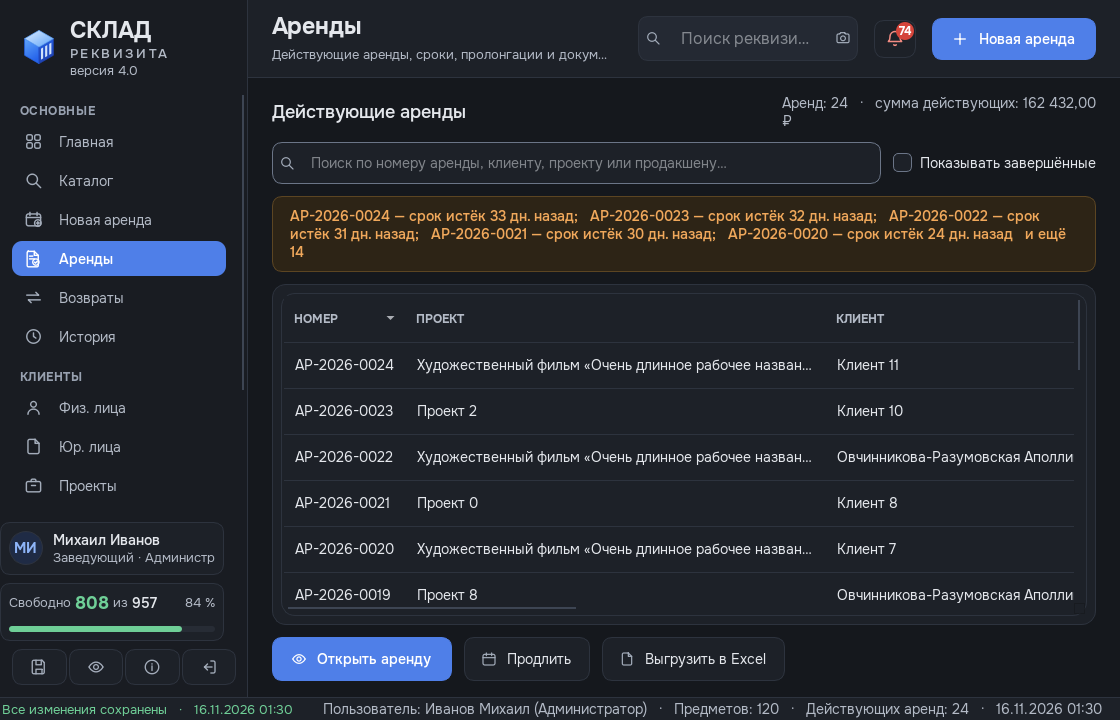 СКЛАД
РЕКВИЗИТА
версия 4.0
ОСНОВНЫЕ
Главная
Каталог
Новая аренда
Аренды
Возвраты
История
КЛИЕНТЫ
Физ. лица
Юр. лица
Проекты
МИ
Михаил Иванов
Заведующий · Администр
Свободно 808 из 957 84 %
Аренды
Действующие аренды, сроки, пролонгации и докум...
Поиск реквизи...
74
Новая аренда
Действующие аренды
Аренд: 24 · сумма действующих: 162 432,00
₽
Поиск по номеру аренды, клиенту, проекту или продакшену...
Показывать завершённые
АР-2026-0024 — срок истёк 33 дн. назад; АР-2026-0023 — срок истёк 32 дн. назад; АР-2026-0022 — срок
истёк 31 дн. назад; АР-2026-0021 — срок истёк 30 дн. назад; АР-2026-0020 — срок истёк 24 дн. назад и ещё
14
НОМЕР ПРОЕКТ КЛИЕНТ
АР-2026-0024 Художественный фильм «Очень длинное рабочее назван... Клиент 11
АР-2026-0023 Проект 2 Клиент 10
АР-2026-0022 Художественный фильм «Очень длинное рабочее назван... Овчинникова-Разумовская Аполли
АР-2026-0021 Проект 0 Клиент 8
АР-2026-0020 Художественный фильм «Очень длинное рабочее назван... Клиент 7
АР-2026-0019 Проект 8 Овчинникова-Разумовская Аполли
Открыть аренду
Продлить
Выгрузить в Excel
Все изменения сохранены · 16.11.2026 01:30
Пользователь: Иванов Михаил (Администратор) · Предметов: 120 · Действующих аренд: 24 · 16.11.2026 01:30